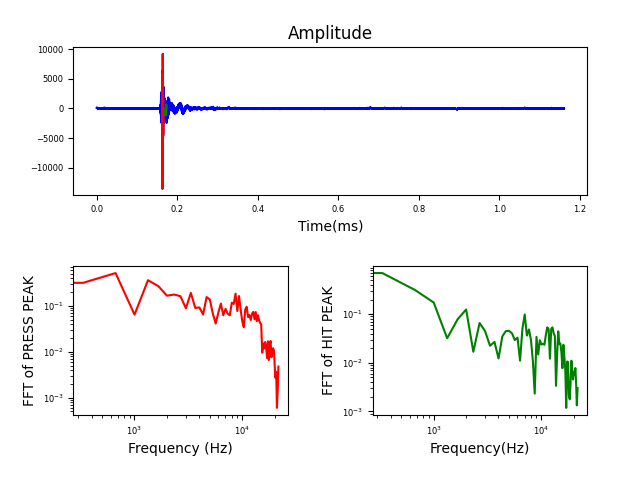 Amplitude
10000
5000
0
−5000
−10000
0.0 0.2 0.4 0.6 0.8 1.0 1.2
Time(ms)
FFT of PRESS PEAK
10⁻¹
10⁻²
10⁻³
10³ 10⁴
Frequency (Hz)
FFT of HIT PEAK
10⁻¹
10⁻²
10⁻³
10³ 10⁴
Frequency(Hz)